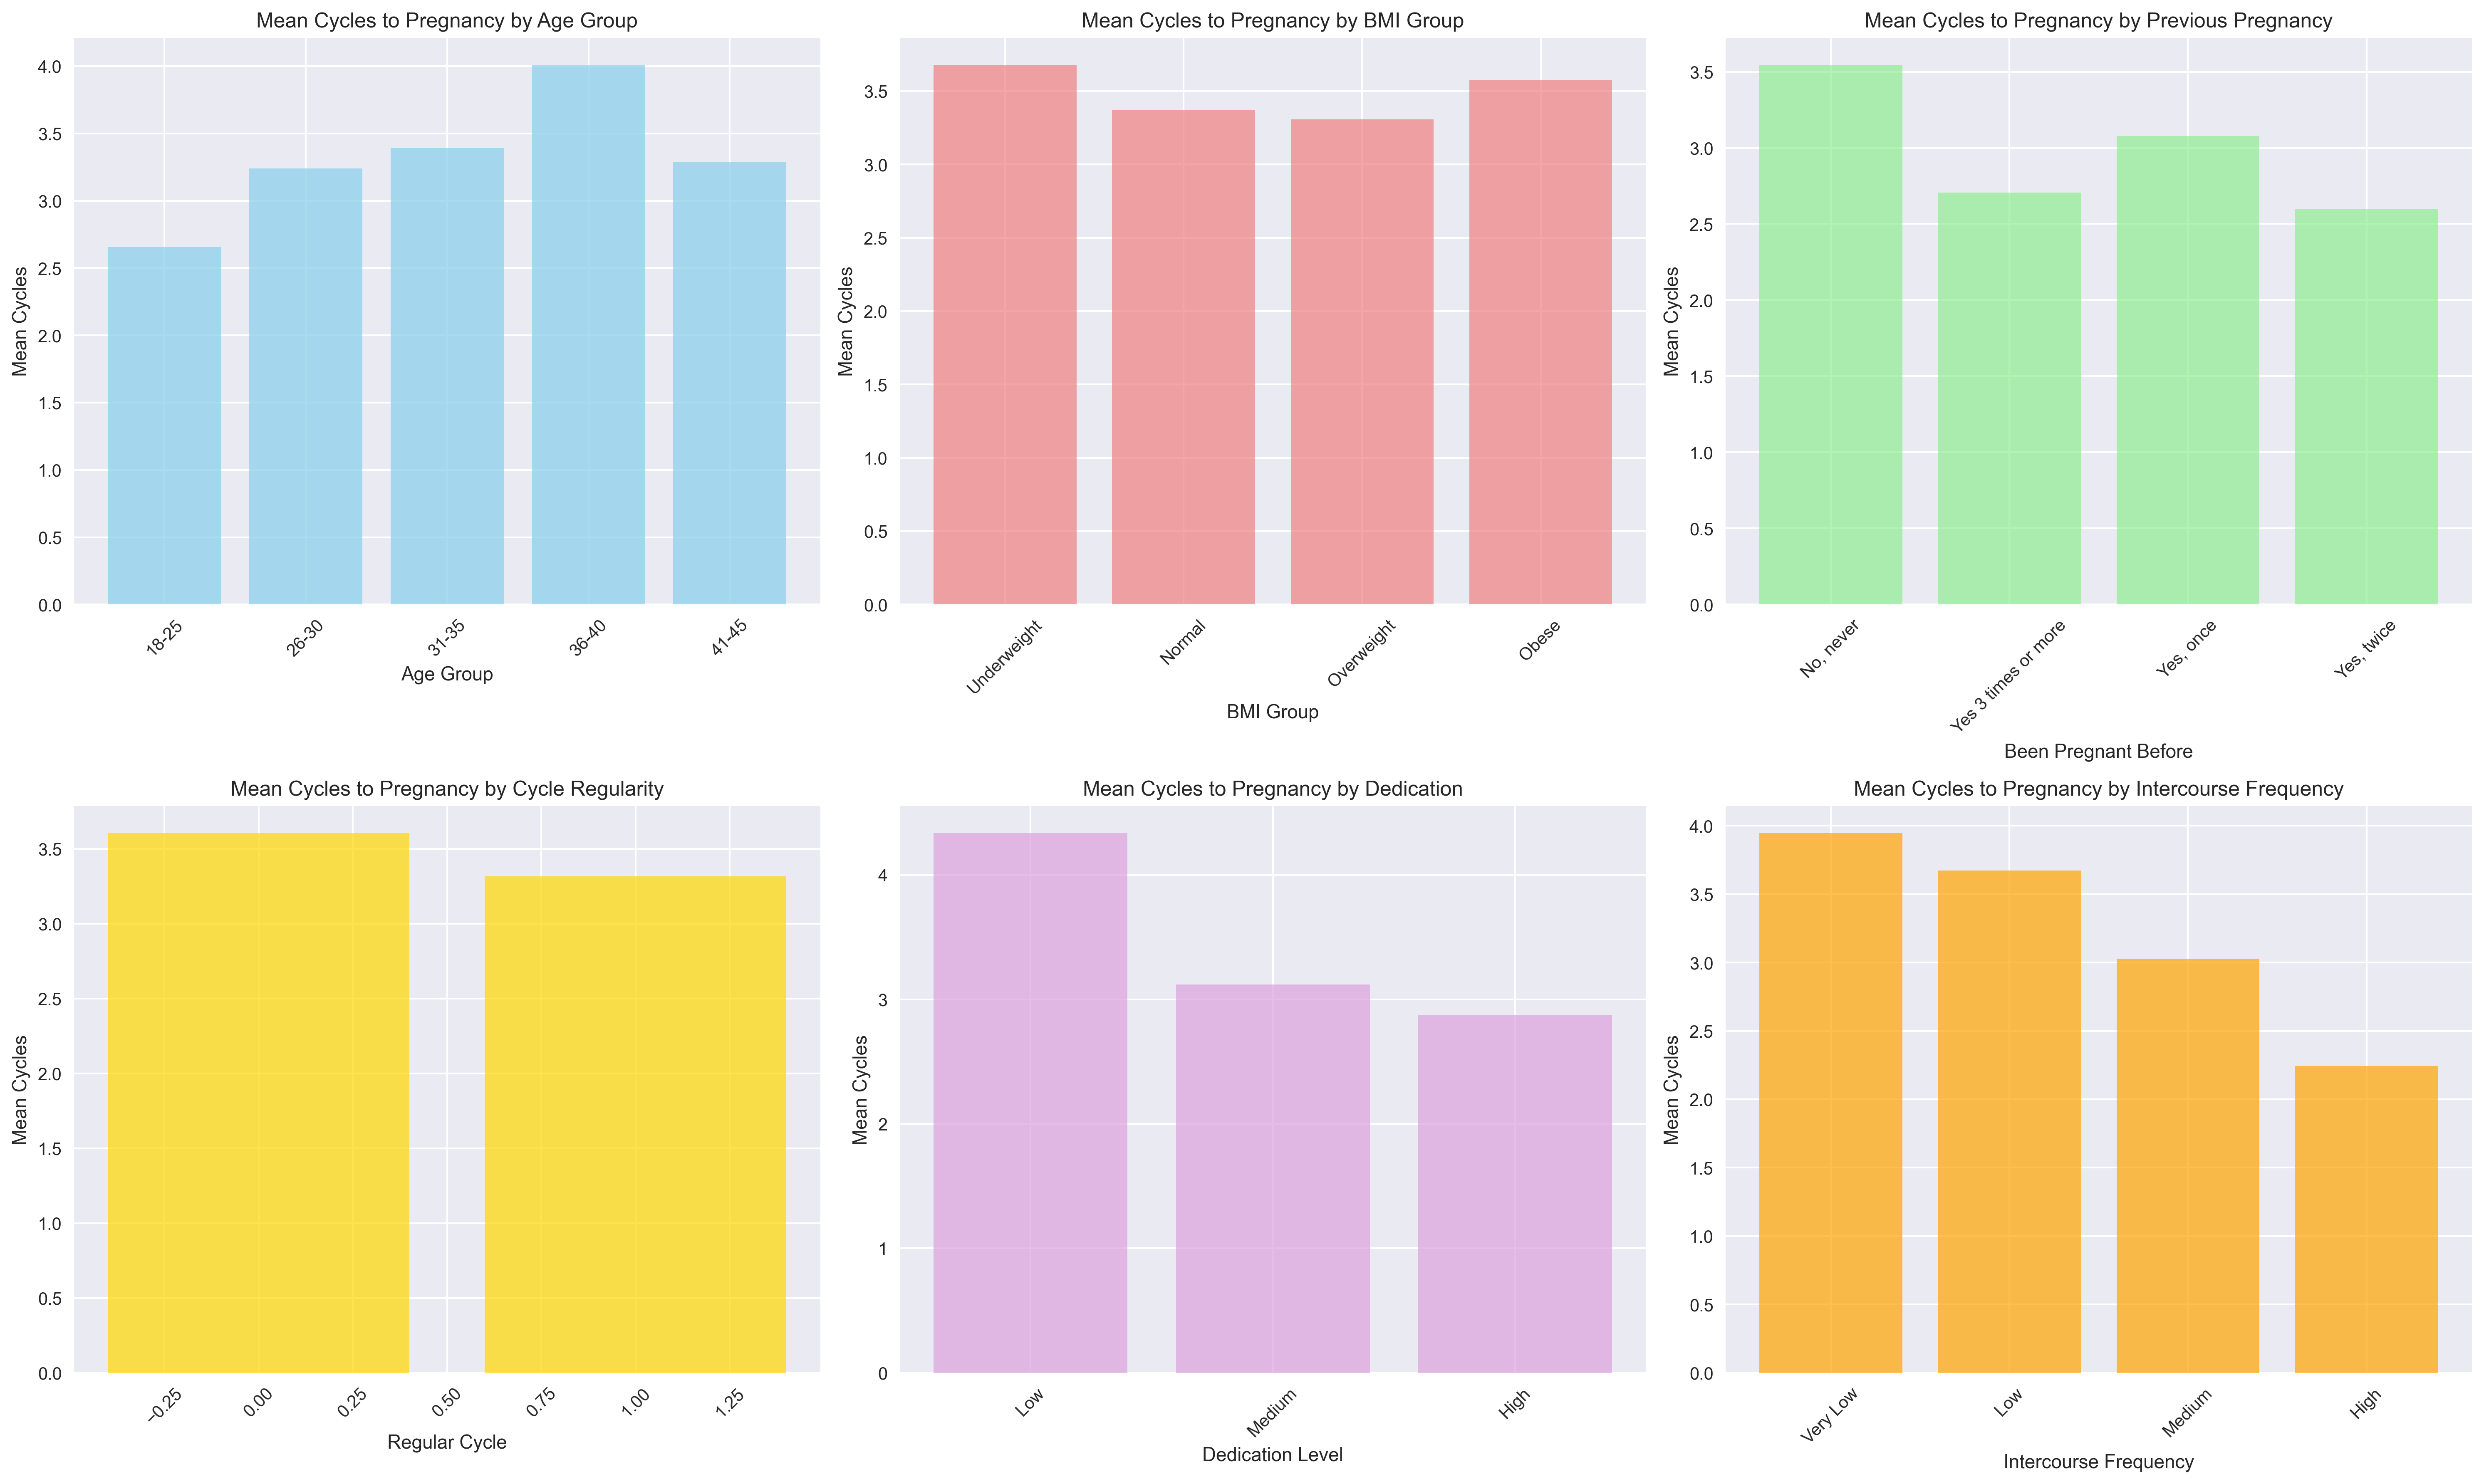 Mean Cycles to Pregnancy by Age Group
Mean Cycles
4.0
3.5
3.0
2.5
2.0
1.5
1.0
0.5
0.0
18-25
26-30
31-35
36-40
41-45
Age Group
Mean Cycles to Pregnancy by BMI Group
Mean Cycles
3.5
3.0
2.5
2.0
1.5
1.0
0.5
0.0
Underweight
Normal
Overweight
Obese
BMI Group
Mean Cycles to Pregnancy by Previous Pregnancy
Mean Cycles
3.5
3.0
2.5
2.0
1.5
1.0
0.5
0.0
No, never
Yes 3 times or more
Yes, once
Yes, twice
Been Pregnant Before
Mean Cycles to Pregnancy by Cycle Regularity
Mean Cycles
3.5
3.0
2.5
2.0
1.5
1.0
0.5
0.0
−0.25
0.00
0.25
0.50
0.75
1.00
1.25
Regular Cycle
Mean Cycles to Pregnancy by Dedication
Mean Cycles
4
3
2
1
0
Low
Medium
High
Dedication Level
Mean Cycles to Pregnancy by Intercourse Frequency
Mean Cycles
4.0
3.5
3.0
2.5
2.0
1.5
1.0
0.5
0.0
Very Low
Low
Medium
High
Intercourse Frequency